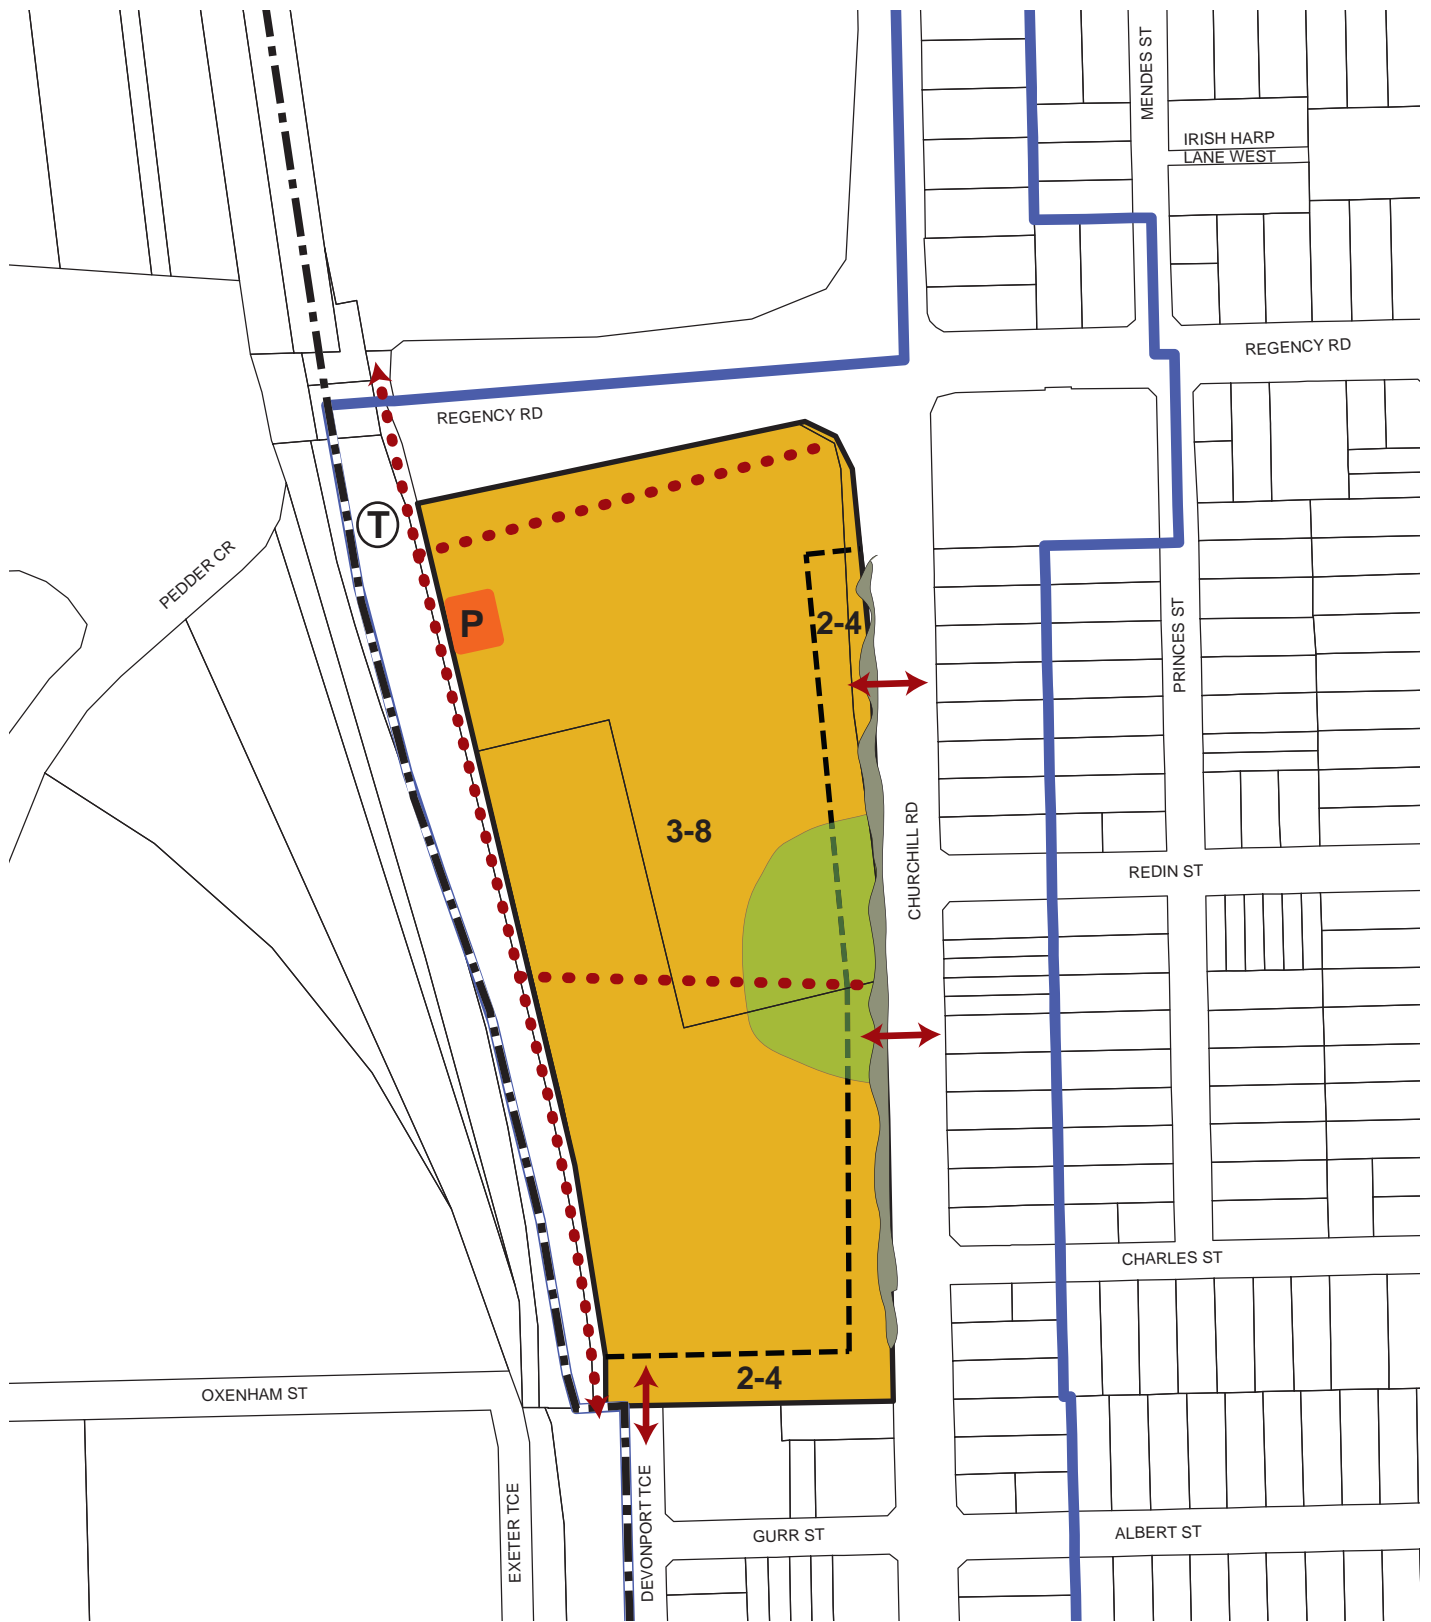 MENDES ST
IRISH HARP
LANE WEST
REGENCY RD
REGENCY RD
T
PEDDER CR
P
2-4
PRINCES ST
3-8
CHURCHILL RD
REDIN ST
CHARLES ST
2-4
OXENHAM ST
EXETER TCE
DEVONPORT TCE
GURR ST
ALBERT ST